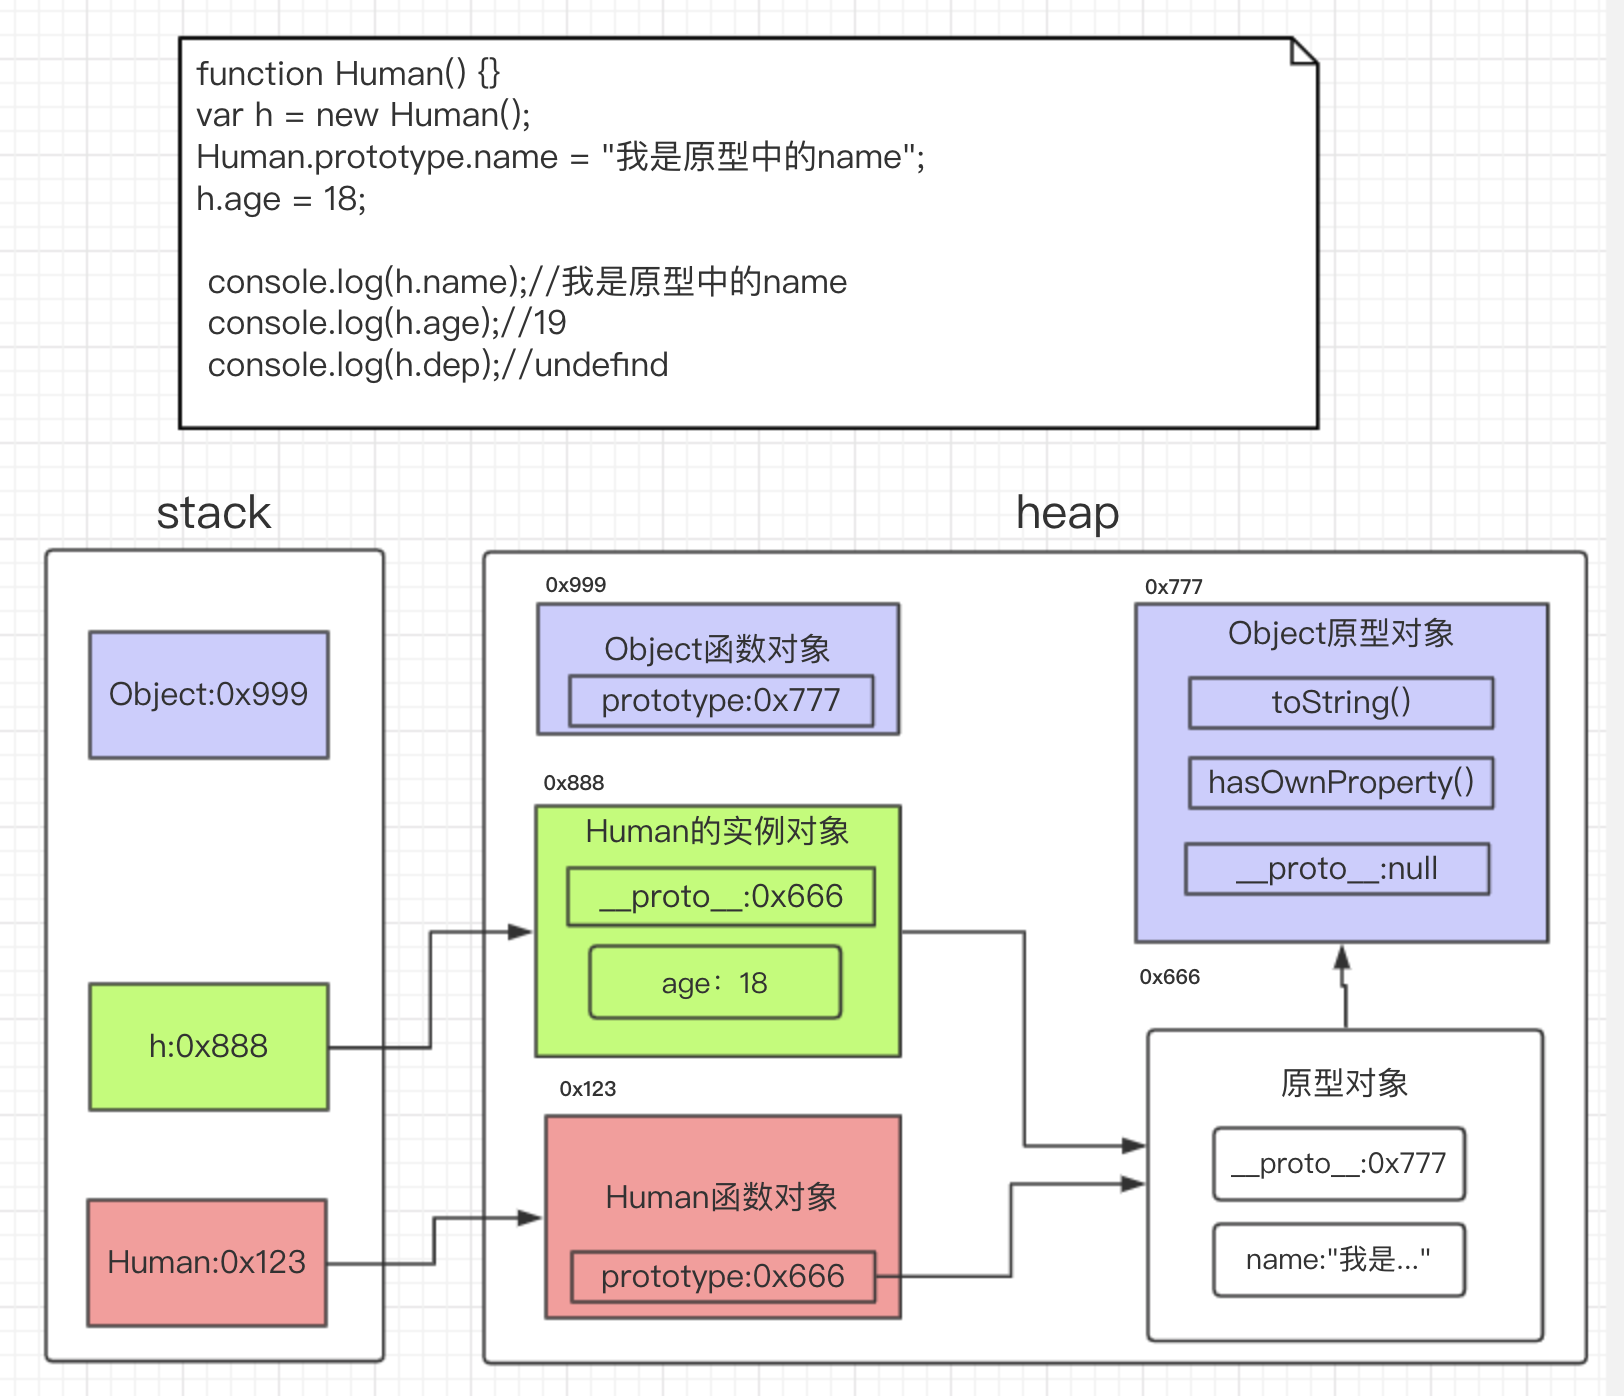 function Human() {}
var h = new Human();
Human.prototype.name = "我是原型中的name";
h.age = 18;
console.log(h.name);//我是原型中的name
console.log(h.age);//19
console.log(h.dep);//undefind
stack
heap
Object:0x999
h:0x888
Human:0x123
0x999
Object函数对象
prototype:0x777
0x888
Human的实例对象
__proto__:0x666
age：18
0x123
Human函数对象
prototype:0x666
0x777
Object原型对象
toString()
hasOwnProperty()
__proto__:null
0x666
原型对象
__proto__:0x777
name:"我是..."